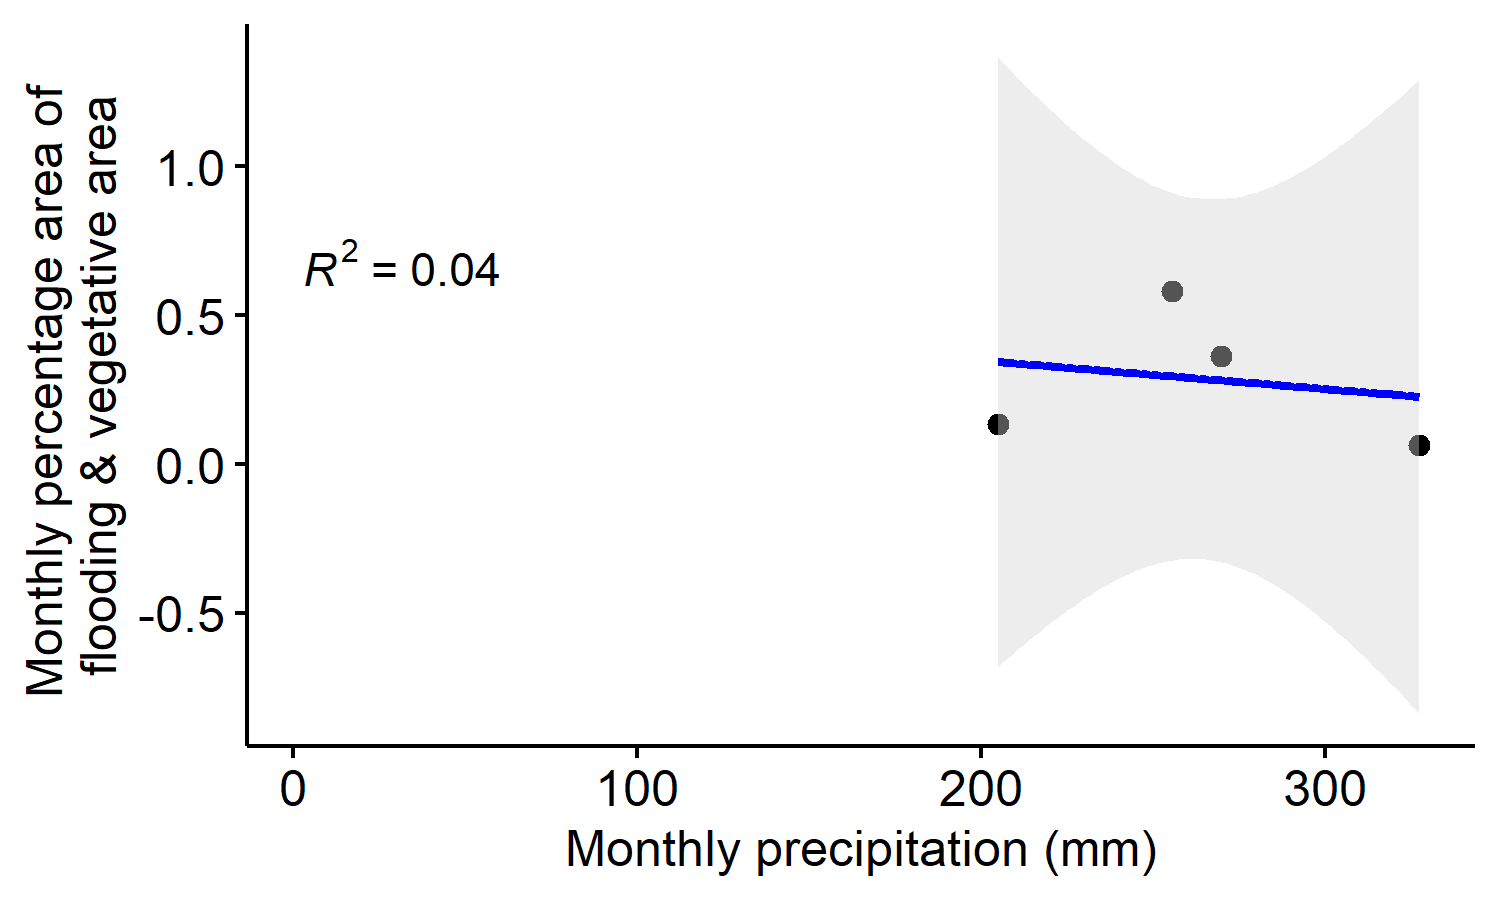 Monthly percentage area of
flooding & vegetative area
1.0
0.5
0.0
-0.5
R² = 0.04
0 100 200 300
Monthly precipitation (mm)